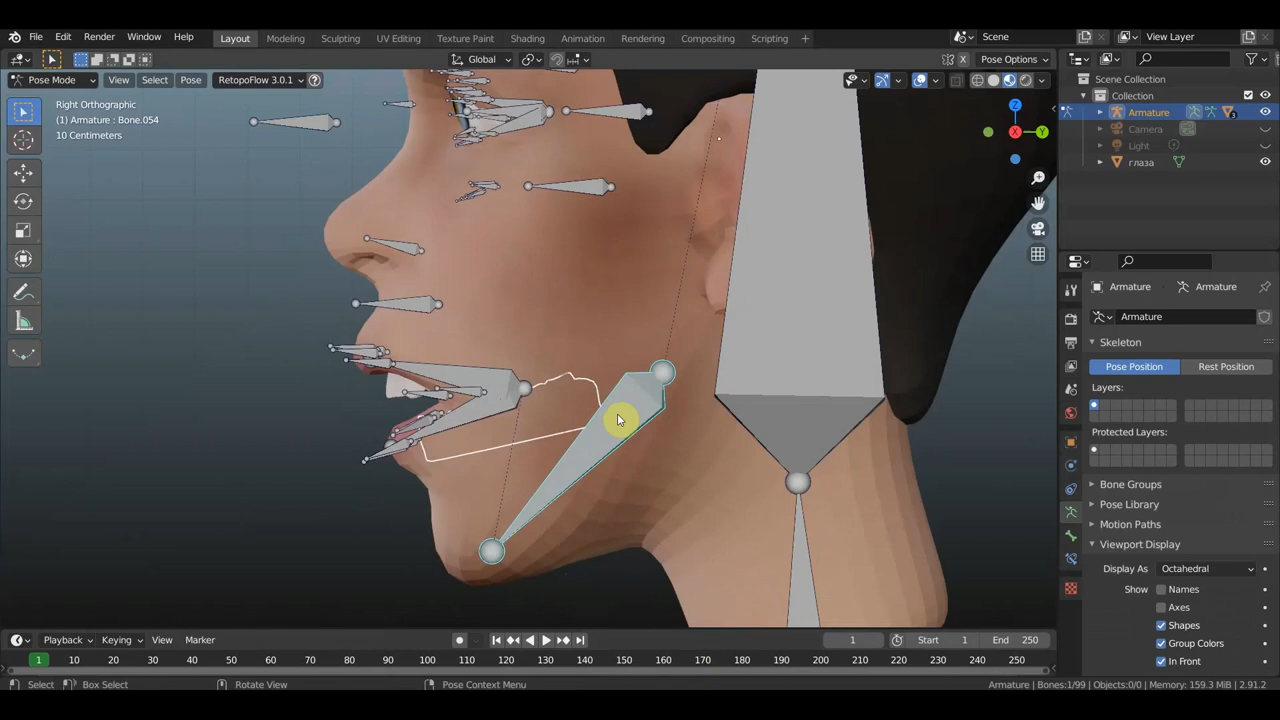 File Edit Render Window Help
Layout Modeling Sculpting UV Editing Texture Paint Shading Animation Rendering Compositing Scripting +
Scene
View Layer
Global
Pose Options
Pose Mode View Select Pose RetopoFlow 3.0.1
Right Orthographic
(1) Armature : Bone.054
10 Centimeters
Z
X
Y
Scene Collection
Collection
Armature
3
Camera
Light
глаза
Armature Armature
Armature
Skeleton
Pose Position Rest Position
Layers:
Protected Layers:
Bone Groups
Pose Library
Motion Paths
Viewport Display
Display As Octahedral
Show Names
Axes
Shapes
Group Colors
In Front
Playback Keying View Marker
1 Start 1 End 250
1 10 20 30 40 50 60 70 80 90 100 110 120 130 140 150 160 170 180 190 200 210 220 230 240 250
Select Box Select Rotate View Pose Context Menu Armature | Bones:1/99 | Objects:0/0 | Memory: 159.3 MiB | 2.91.2